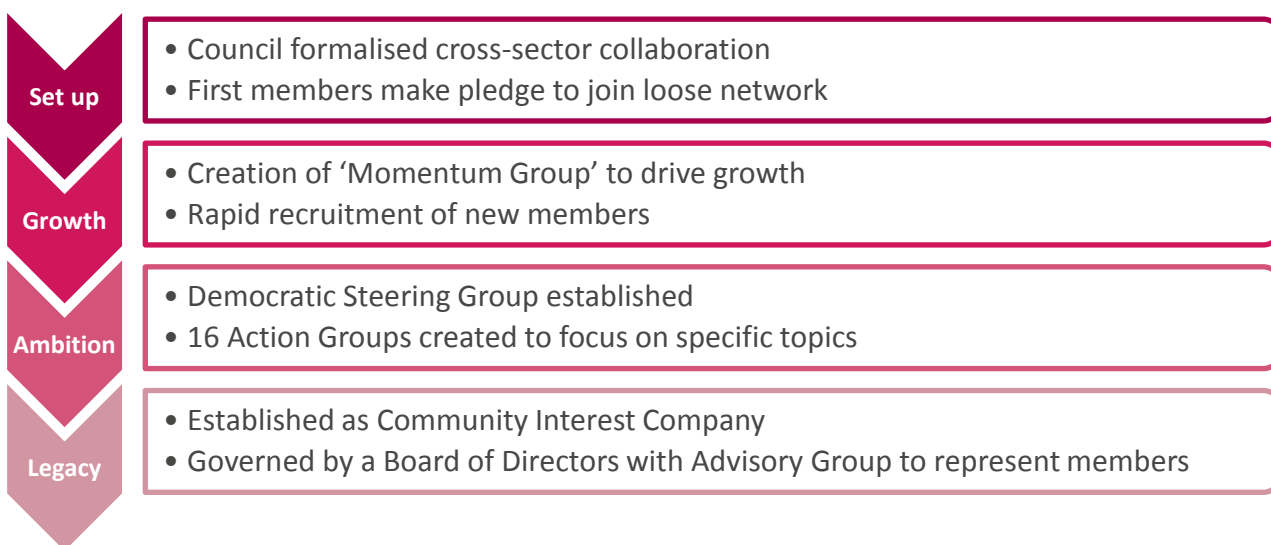 Set up
• Council formalised cross-sector collaboration
• First members make pledge to join loose network
Growth
• Creation of ‘Momentum Group’ to drive growth
• Rapid recruitment of new members
Ambition
• Democratic Steering Group established
• 16 Action Groups created to focus on specific topics
Legacy
• Established as Community Interest Company
• Governed by a Board of Directors with Advisory Group to represent members